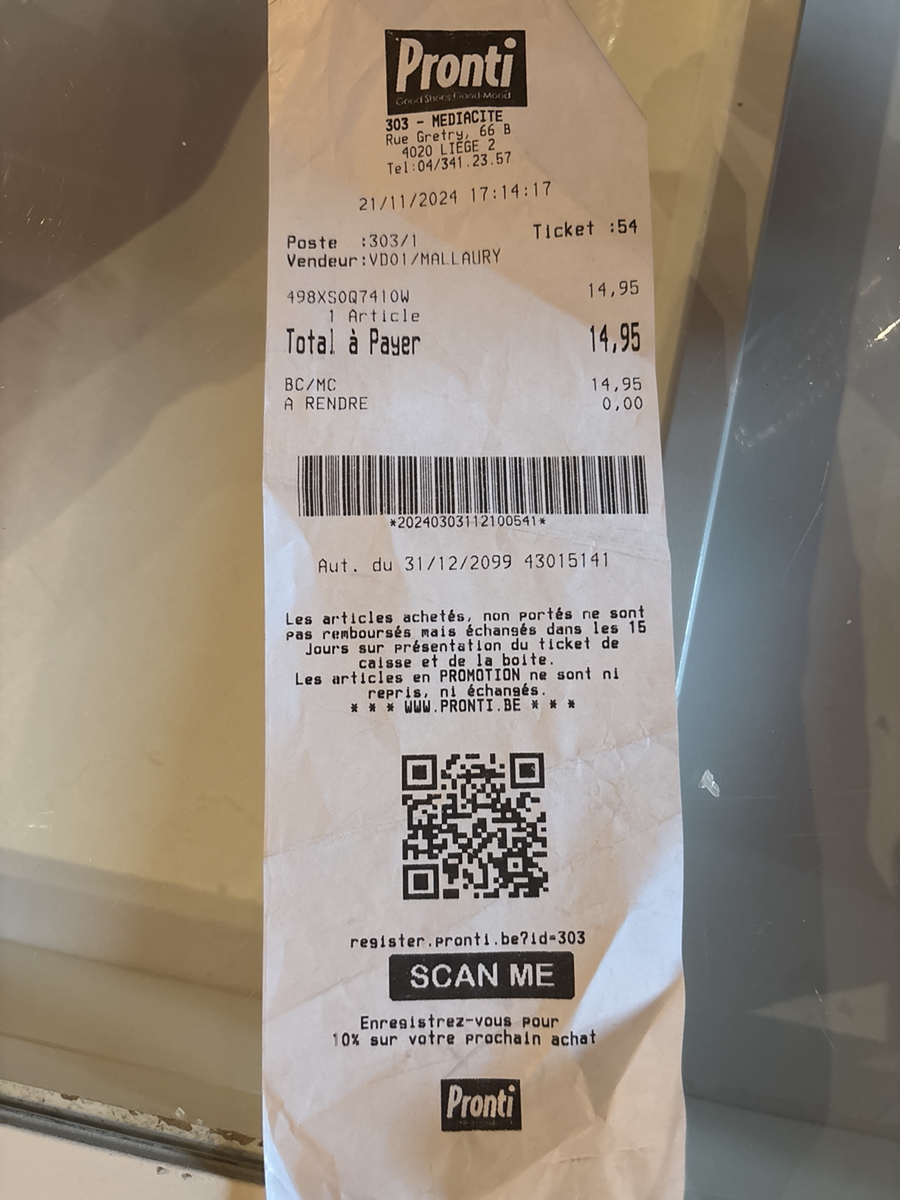 Pronti
Good Shoes Good Mood
303 - MEDIACITE
Rue Gretry, 66 B
4020 LIEGE 2
Tel:04/341.23.57
21/11/2024 17:14:17
Ticket :54
Poste :303/1
Vendeur:VD01/MALLAURY
498XSOQ7410W 14,95
1 Article
Total à Payer 14,95
BC/MC 14,95
A RENDRE 0,00
*20240303112100541*
Aut. du 31/12/2099 43015141
Les articles achetés, non portés ne sont
pas remboursés mais échangés dans les 15
Jours sur présentation du ticket de
caisse et de la boite.
Les articles en PROMOTION ne sont ni
repris, ni échangés.
* * * WWW.PRONTI.BE * * *
register.pronti.be?id=303
SCAN ME
Enregistrez-vous pour
10% sur votre prochain achat
Pronti